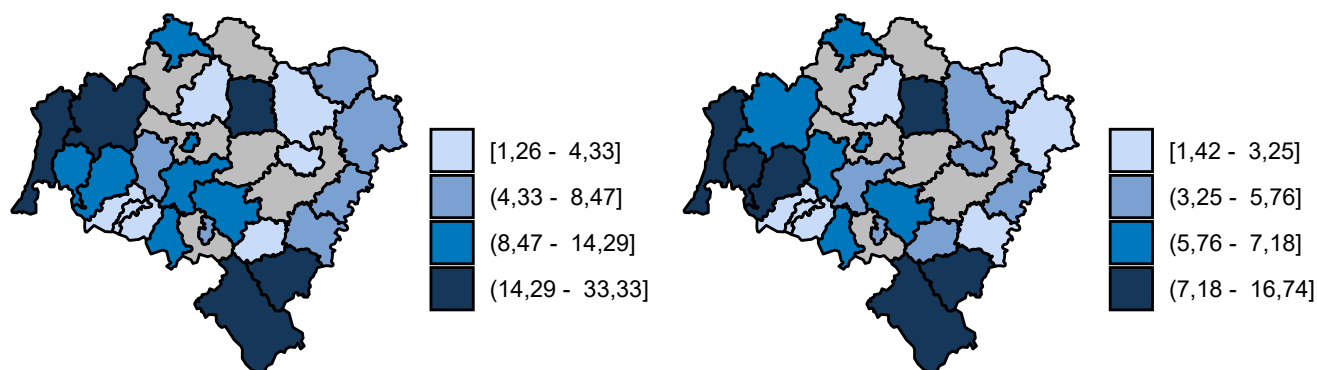 [1,26 - 4,33]
(4,33 - 8,47]
(8,47 - 14,29]
(14,29 - 33,33]
[1,42 - 3,25]
(3,25 - 5,76]
(5,76 - 7,18]
(7,18 - 16,74]